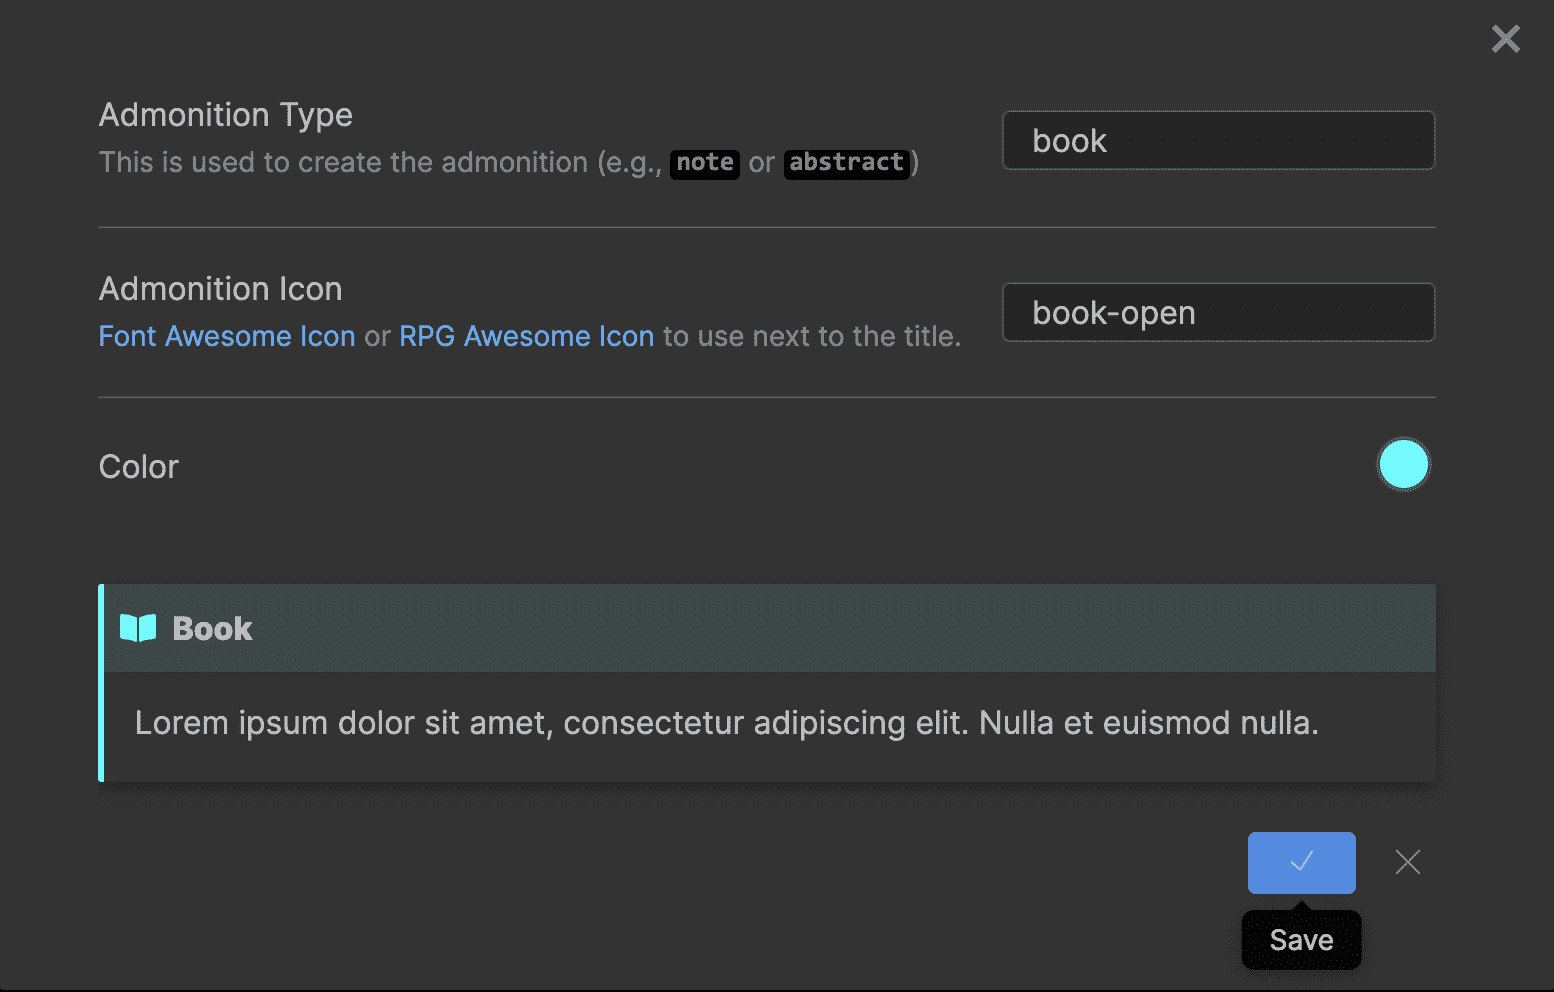 Admonition Type
This is used to create the admonition (e.g., note or abstract)
book
Admonition Icon
Font Awesome Icon or RPG Awesome Icon to use next to the title.
book-open
Color
Book
Lorem ipsum dolor sit amet, consectetur adipiscing elit. Nulla et euismod nulla.
Save